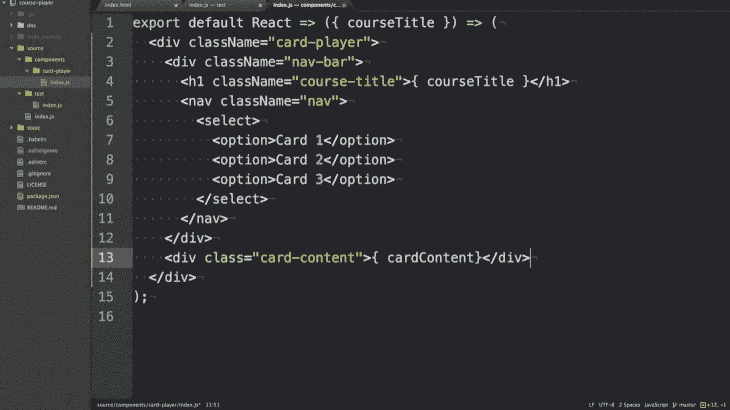 course-player
index.html
index.js — test
index.js — components/c...
git
doc
node_modules
source
components
card-player
index.js
test
index.js
index.js
static
.babelrc
.eslintignore
.eslintrc
.gitignore
LICENSE
package.json
README.md
1 export default React => ({ courseTitle }) => (
2 <div className="card-player">
3 <div className="nav-bar">
4 <h1 className="course-title">{ courseTitle }</h1>
5 <nav className="nav">
6 <select>
7 <option>Card 1</option>
8 <option>Card 2</option>
9 <option>Card 3</option>
10 </select>
11 </nav>
12 </div>
13 <div class="card-content">{ cardContent}</div>
14 </div>
15 );
16
source/components/card-player/index.js* 13:51
LF UTF-8 2 Spaces JavaScript master +12, -1